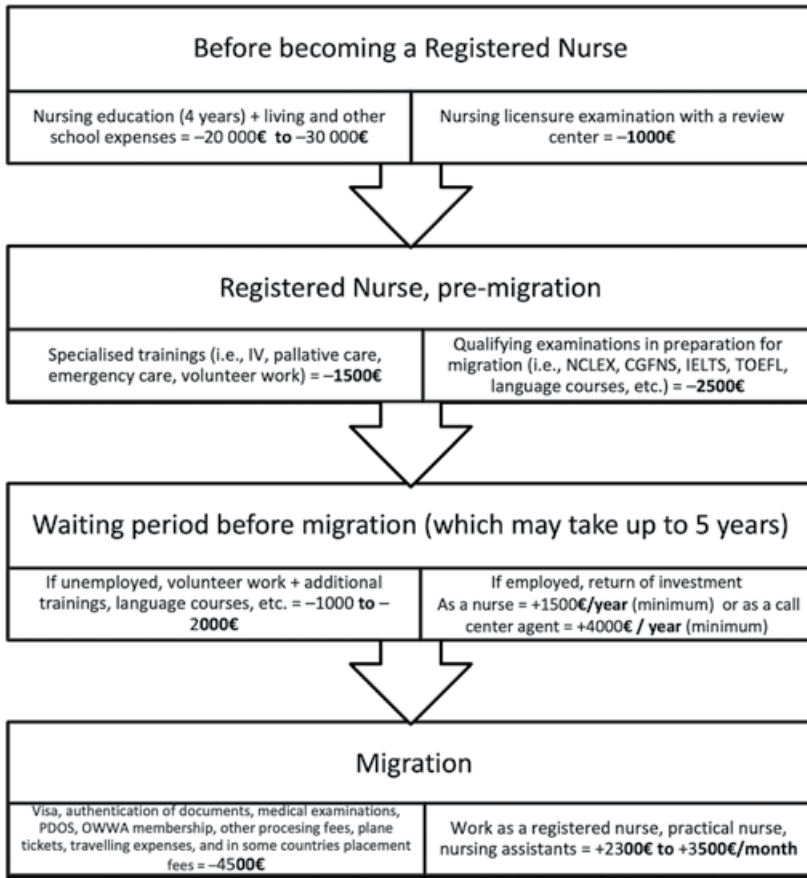 Before becoming a Registered Nurse
Nursing education (4 years) + living and other
school expenses = –20 000€ to –30 000€
Nursing licensure examination with a review
center = –1000€
Registered Nurse, pre-migration
Specialised trainings (i.e., IV, pallative care,
emergency care, volunteer work) = –1500€
Qualifying examinations in preparation for
migration (i.e., NCLEX, CGFNS, IELTS, TOEFL,
language courses, etc.) = –2500€
Waiting period before migration (which may take up to 5 years)
If unemployed, volunteer work + additional
trainings, language courses, etc. = –1000 to –
2000€
If employed, return of investment
As a nurse = +1500€/year (minimum) or as a call
center agent = +4000€ / year (minimum)
Migration
Visa, authentication of documents, medical examinations,
PDOS, OWWA membership, other procesing fees, plane
tickets, travelling expenses, and in some countries placement
fees = –4500€
Work as a registered nurse, practical nurse,
nursing assistants = +2300€ to +3500€/month